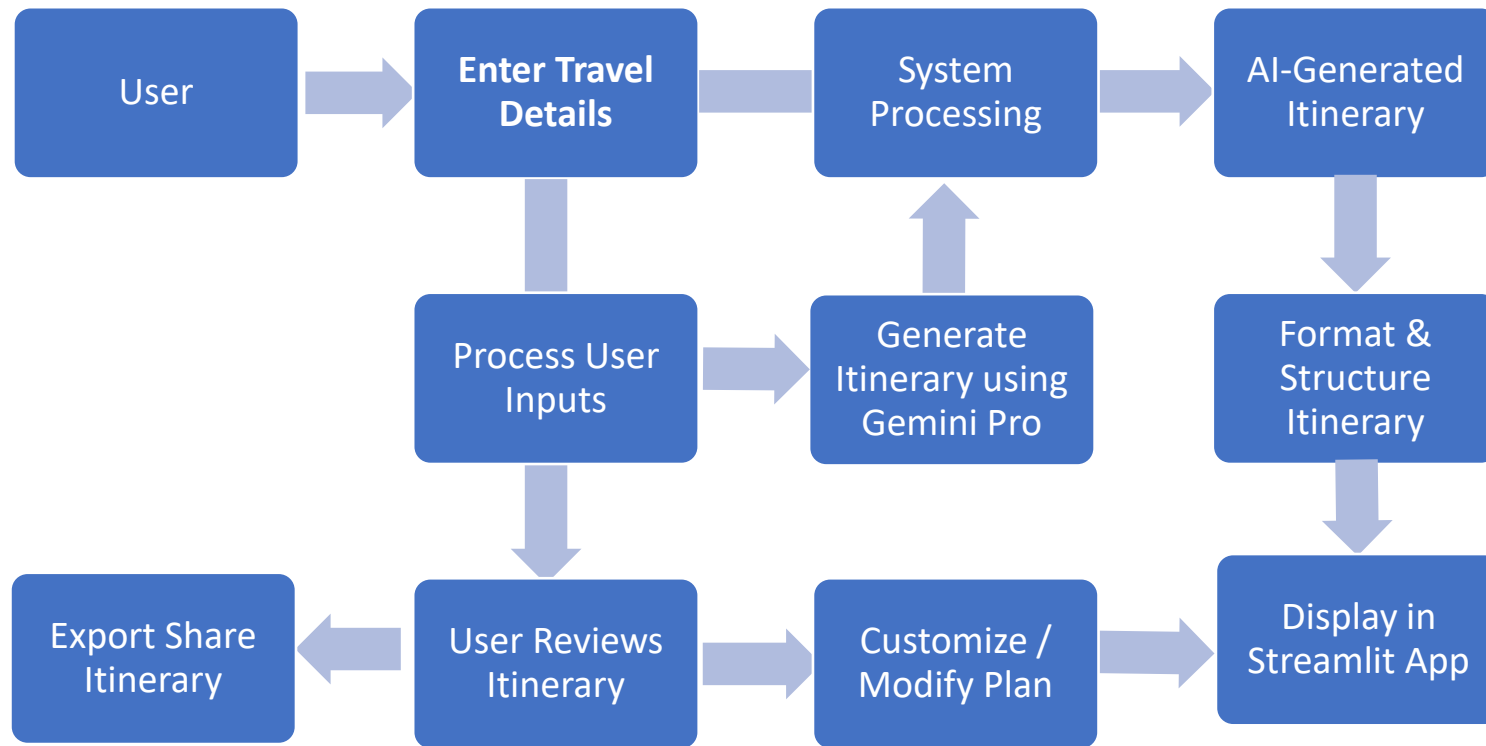 User
Enter Travel
Details
System
Processing
AI-Generated
Itinerary
Process User
Inputs
Generate
Itinerary using
Gemini Pro
Format &
Structure
Itinerary
Export Share
Itinerary
User Reviews
Itinerary
Customize /
Modify Plan
Display in
Streamlit App